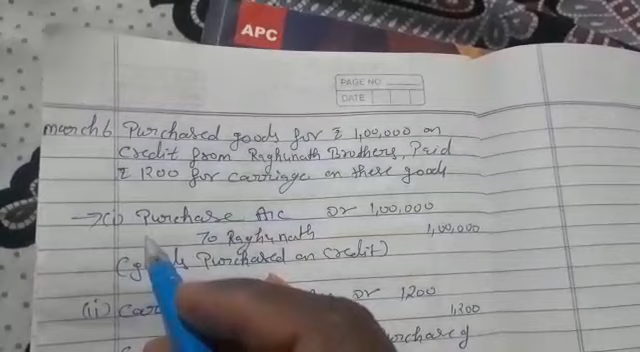 APC
PAGE NO
DATE
March 6 Purchased goods for ₹ 1,00,000 on
Credit from Raghunath Brothers, Paid
₹ 1200 for carriage on these goods
→(i) Purchase A/c Dr 1,00,000
To Raghunath 1,00,000
(goods Purchased on Credit)
(ii) Dr 1200
1,200